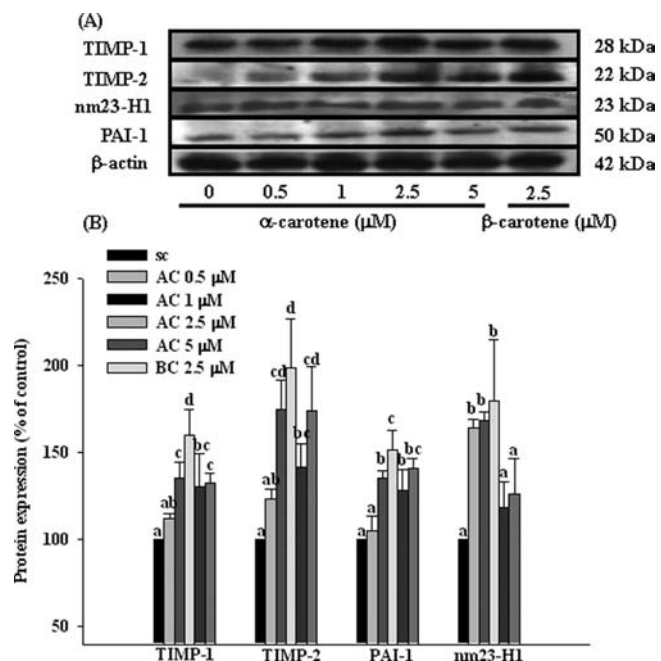 (A)
TIMP-1 28 kDa
TIMP-2 22 kDa
nm23-H1 23 kDa
PAI-1 50 kDa
β-actin 42 kDa
0 0.5 1 2.5 5 2.5
α-carotene (μM) β-carotene (μM)
(B)
sc
AC 0.5 μM
AC 1 μM
AC 2.5 μM
AC 5 μM
BC 2.5 μM
Protein expression (% of control)
250
200
150
100
50
a ab c d bc c
a ab cd d bc cd
a a b c b bc
a b b b a a
TIMP-1 TIMP-2 PAI-1 nm23-H1